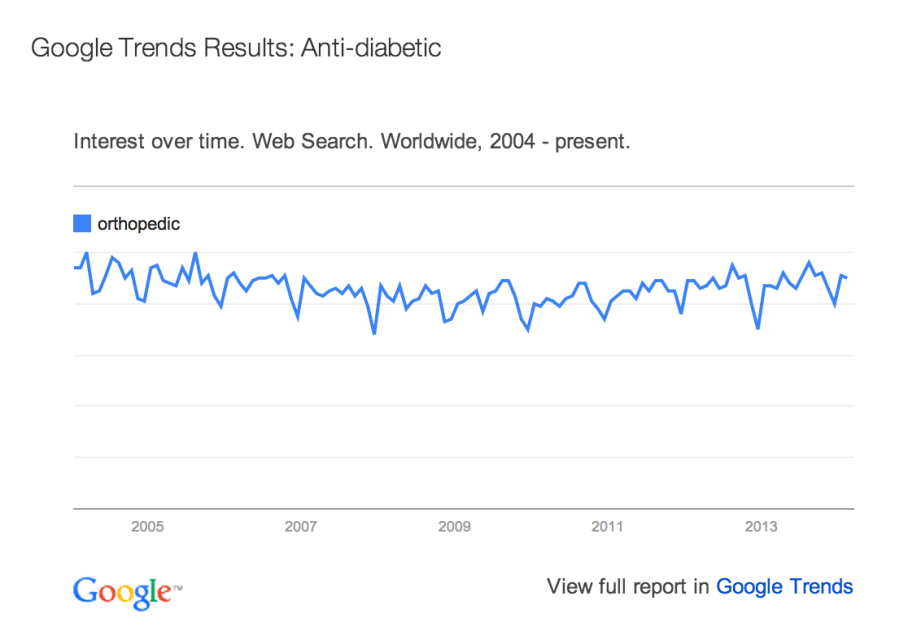 Google Trends Results: Anti-diabetic
Interest over time. Web Search. Worldwide, 2004 - present.
orthopedic
2005 2007 2009 2011 2013
Google™ View full report in Google Trends